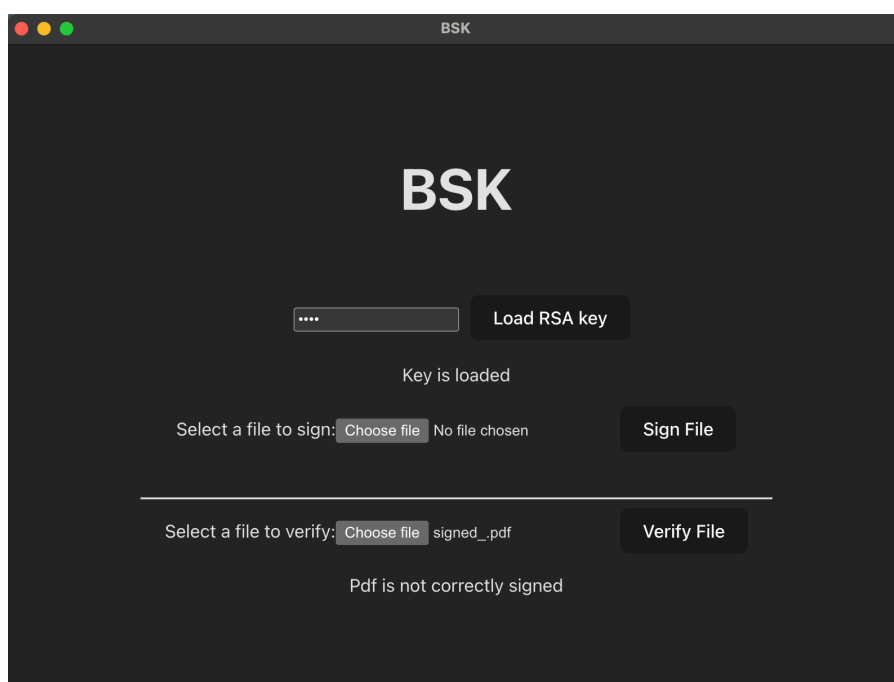 BSK
BSK
•••• Load RSA key
Key is loaded
Select a file to sign: Choose file No file chosen Sign File
Select a file to verify: Choose file signed_.pdf Verify File
Pdf is not correctly signed